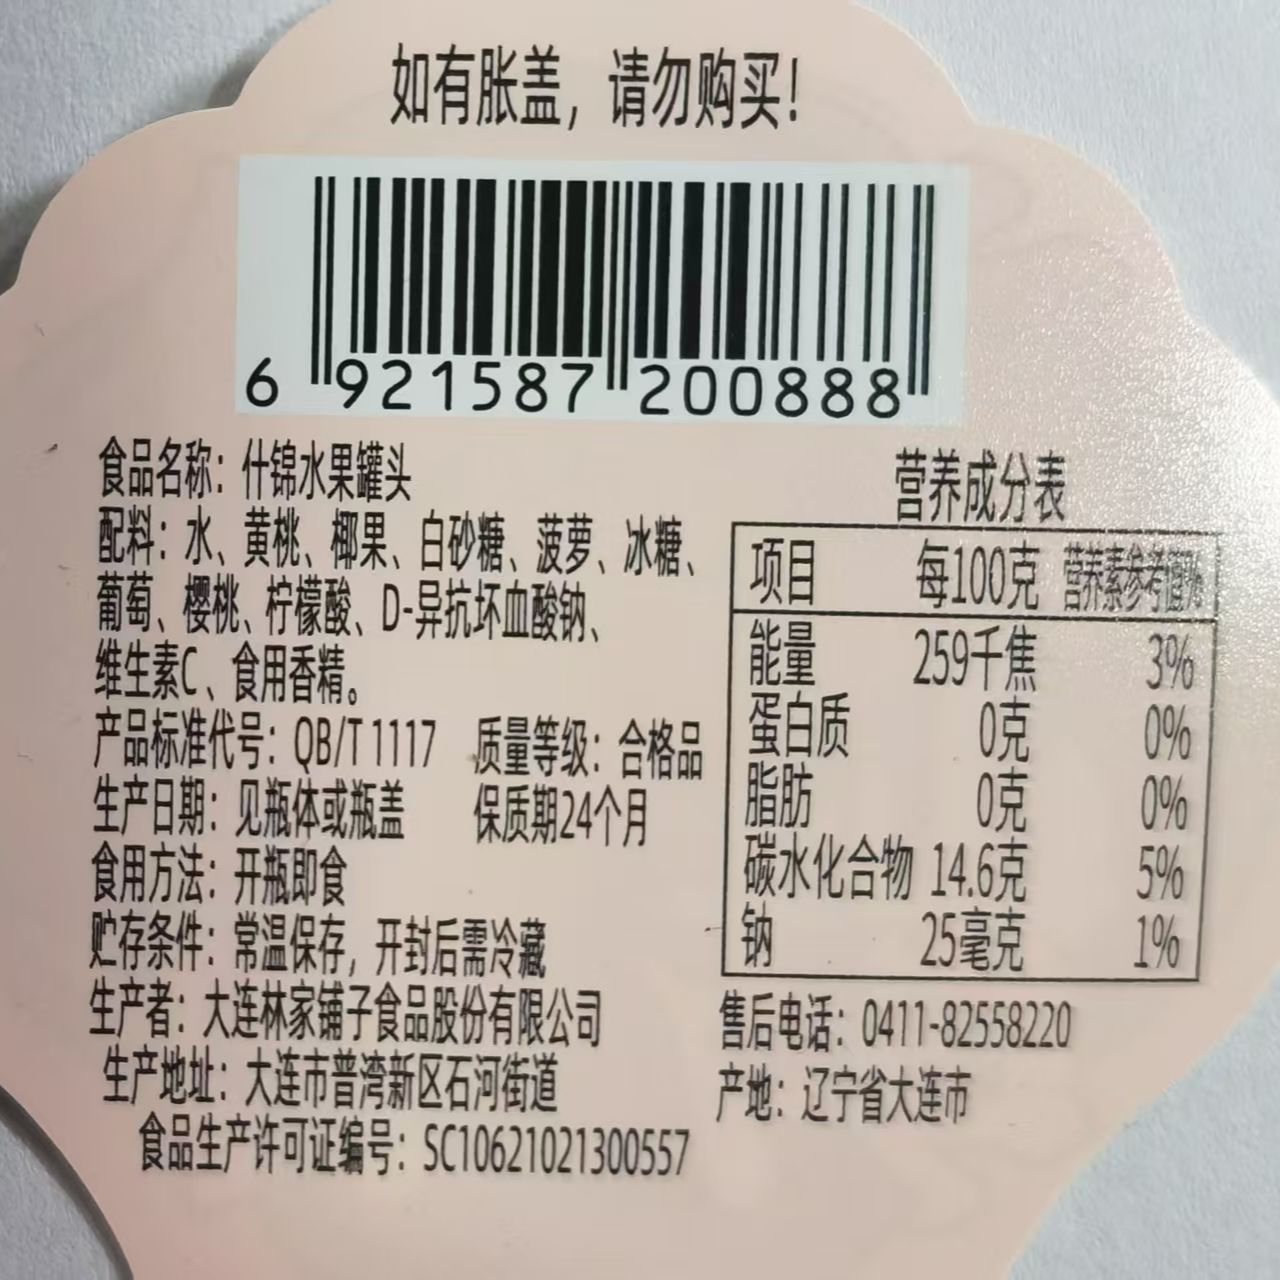 如有胀盖，请勿购买！
6 921587 200888
食品名称：什锦水果罐头
配料：水、黄桃、椰果、白砂糖、菠萝、冰糖、
葡萄、樱桃、柠檬酸、D-异抗坏血酸钠、
维生素C、食用香精。
产品标准代号：QB/T 1117 质量等级：合格品
生产日期：见瓶体或瓶盖 保质期24个月
食用方法：开瓶即食
贮存条件：常温保存，开封后需冷藏
生产者：大连林家铺子食品股份有限公司
生产地址：大连市普湾新区石河街道
食品生产许可证编号：SC10621021300557
营养成分表
项目 每100克 营养素参考值%
能量 259千焦 3%
蛋白质 0克 0%
脂肪 0克 0%
碳水化合物 14.6克 5%
钠 25毫克 1%
售后电话：0411-82558220
产地：辽宁省大连市